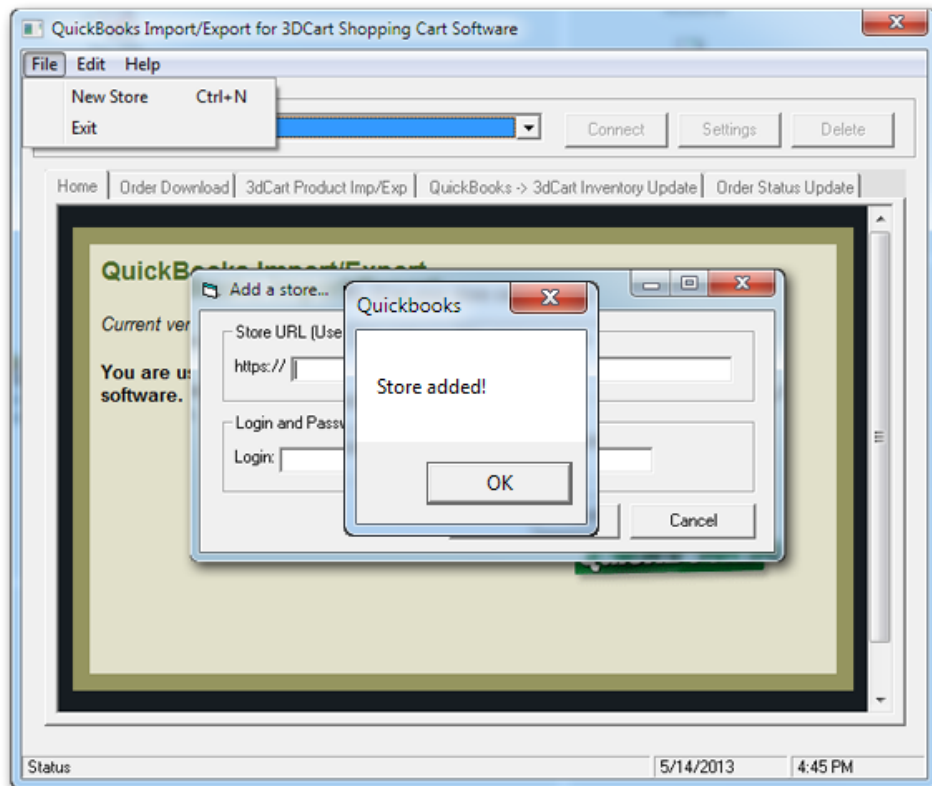 QuickBooks Import/Export for 3DCart Shopping Cart Software
File Edit Help
New Store Ctrl+N
Exit
Connect Settings Delete
Home Order Download 3dCart Product Imp/Exp QuickBooks -> 3dCart Inventory Update Order Status Update
QuickBooks Import/Export
Current ver
You are u
software.
Add a store...
Store URL (Use
https://
Login and Passw
Login:
Cancel
Quickbooks
Store added!
OK
Status 5/14/2013 4:45 PM